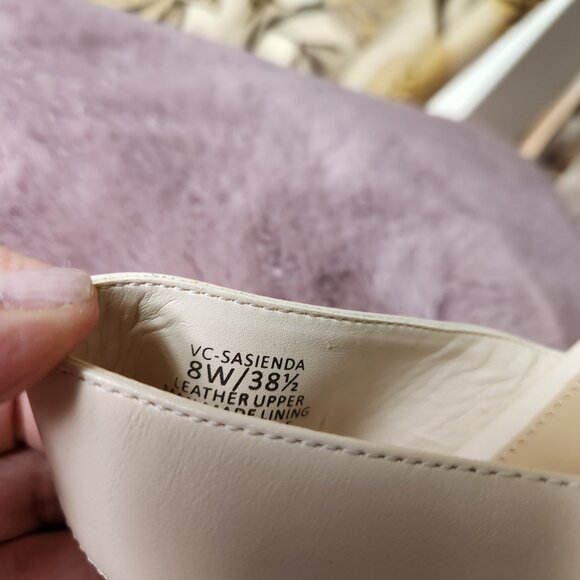 VC-SASIENDA
8W/38½
LEATHER UPPER
MADE LINING